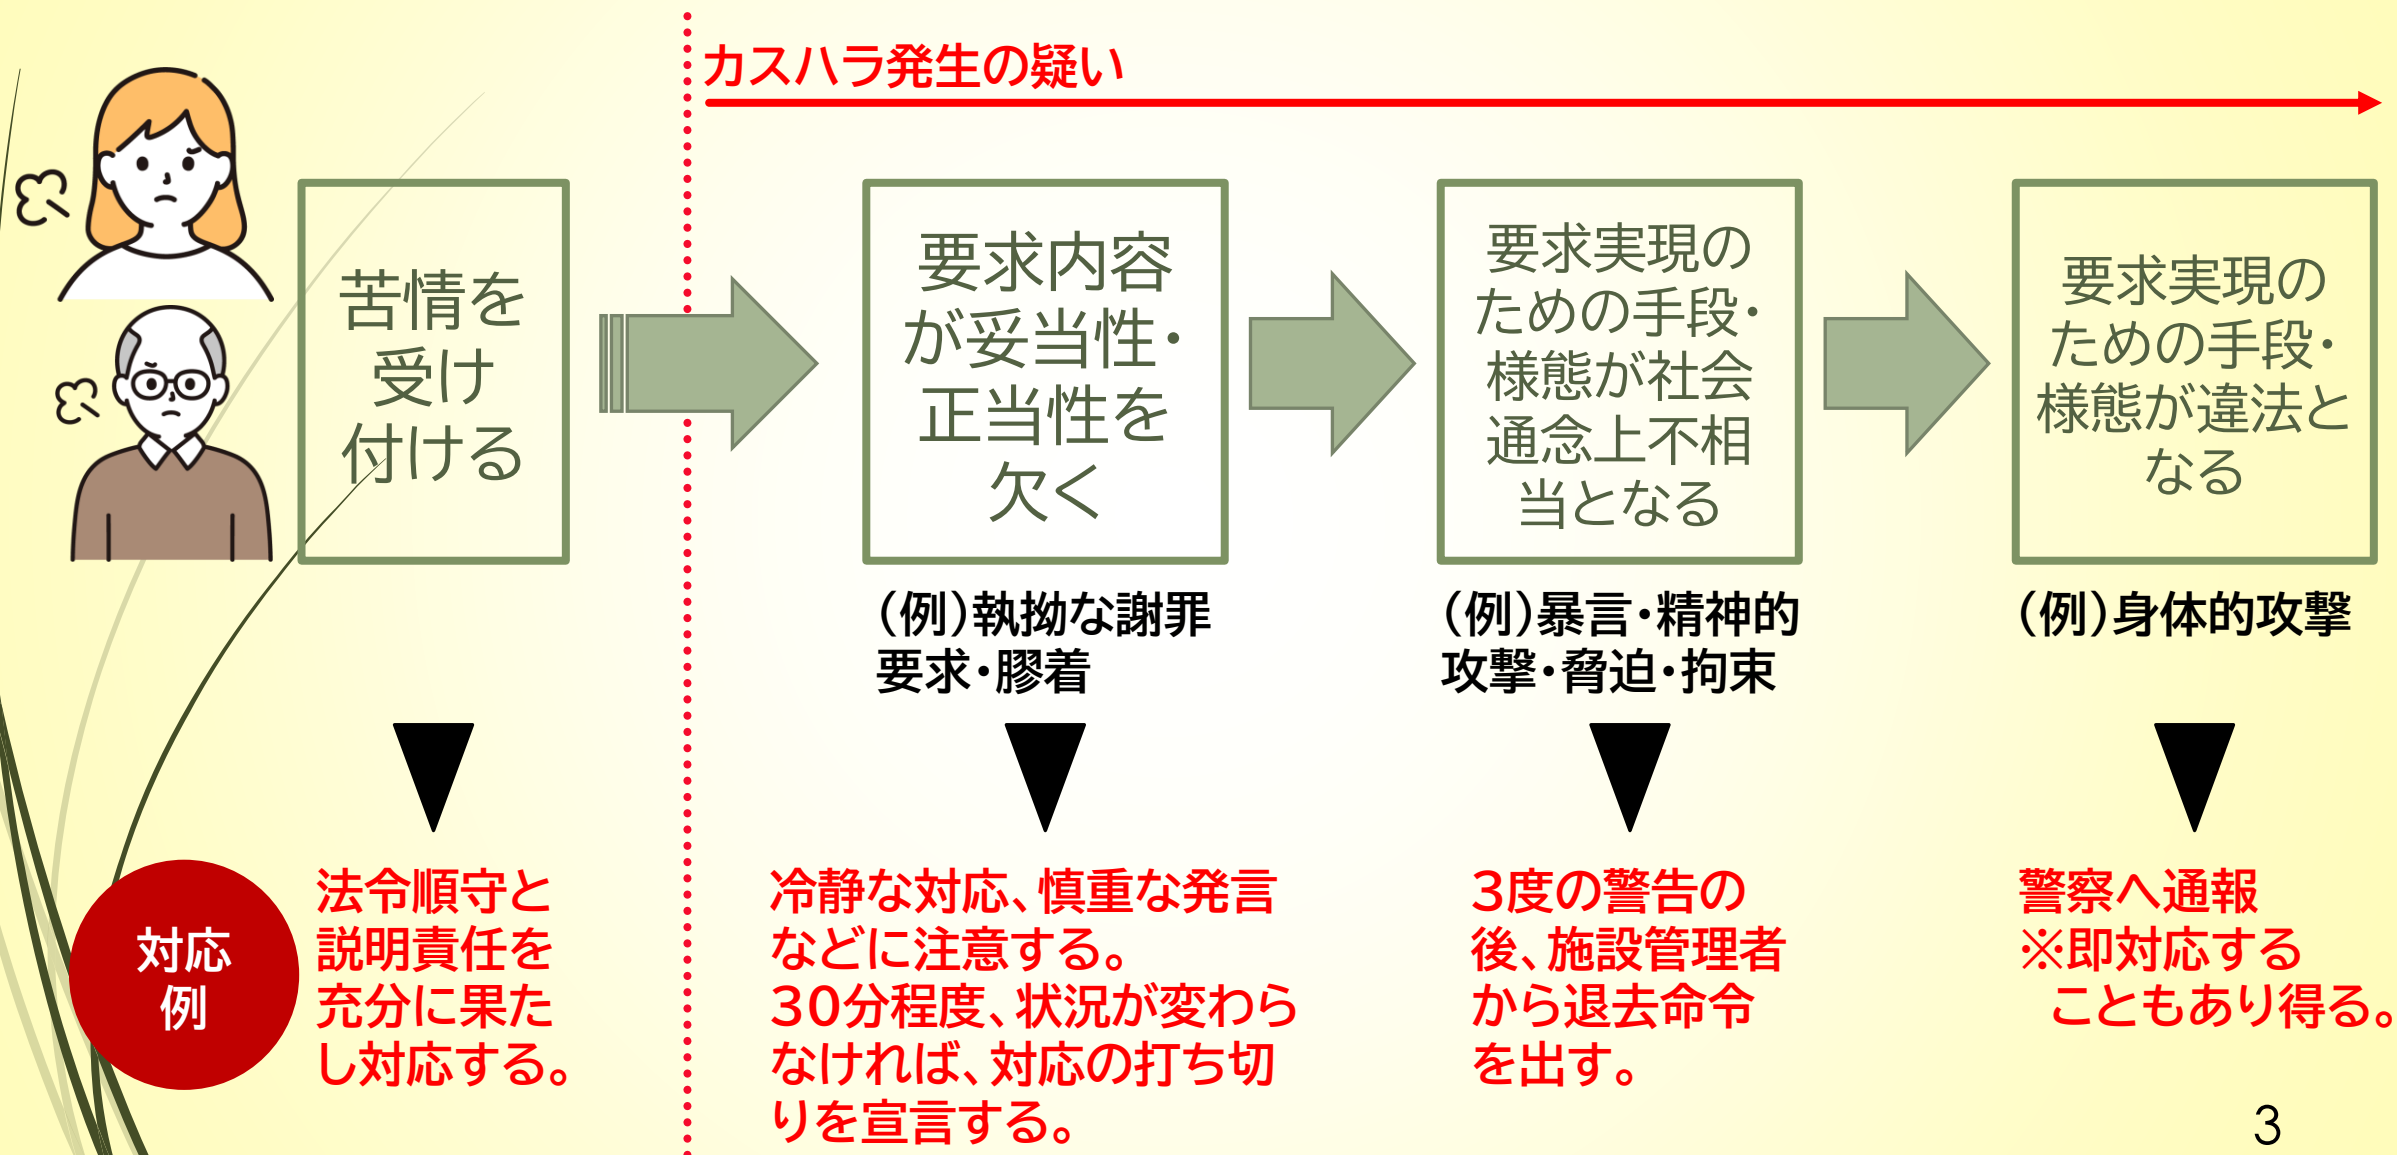 カスハラ発生の疑い
苦情を
受け
付ける
要求内容
が妥当性・
正当性を
欠く
要求実現の
ための手段・
様態が社会
通念上不相
当となる
要求実現の
ための手段・
様態が違法と
なる
（例）執拗な謝罪
要求・膠着
（例）暴言・精神的
攻撃・脅迫・拘束
（例）身体的攻撃
対応
例
法令順守と
説明責任を
充分に果た
し対応する。
冷静な対応、慎重な発言
などに注意する。
３０分程度、状況が変わら
なければ、対応の打ち切
りを宣言する。
３度の警告の
後、施設管理者
から退去命令
を出す。
警察へ通報
※即対応する
こともあり得る。
3